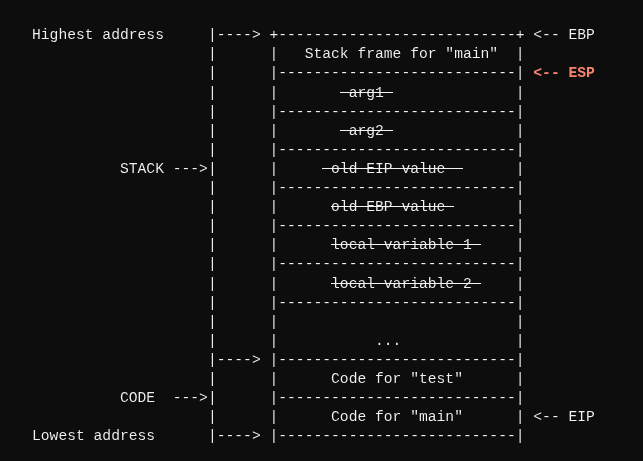 Highest address     |----> +---------------------------+ <-- EBP
                    |      |   Stack frame for "main"  |
                    |      |---------------------------| <-- ESP
                    |      |        arg1               |
                    |      |---------------------------|
                    |      |        arg2               |
                    |      |---------------------------|
          STACK --->|      |      old EIP value        |
                    |      |---------------------------|
                    |      |      old EBP value        |
                    |      |---------------------------|
                    |      |      local variable 1     |
                    |      |---------------------------|
                    |      |      local variable 2     |
                    |      |---------------------------|
                    |      |                           |
                    |      |           ...             |
                    |----> |---------------------------|
                    |      |      Code for "test"      |
          CODE  --->|      |---------------------------|
                    |      |      Code for "main"      | <-- EIP
Lowest address      |----> |---------------------------|